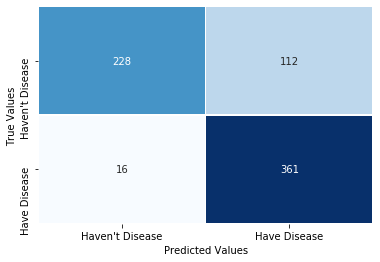 True Values
Haven't Disease
Have Disease
228
112
16
361
Haven't Disease
Have Disease
Predicted Values